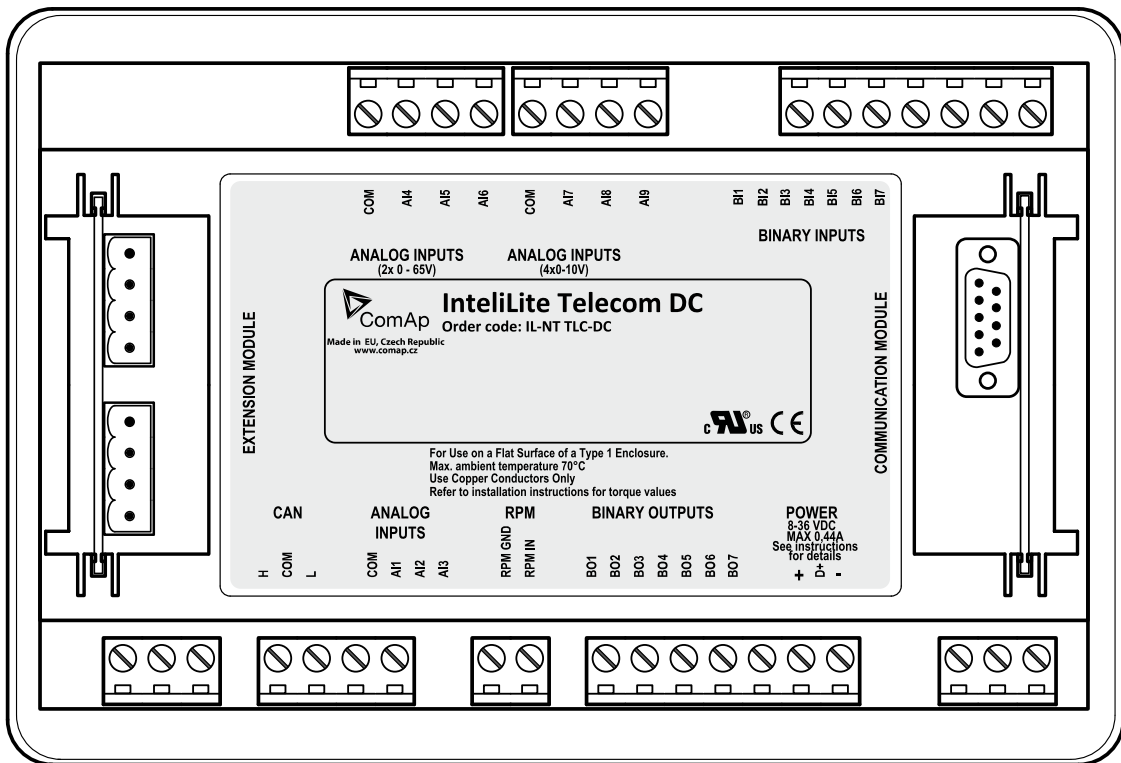 COM AI4 AI5 AI6 COM AI7 AI8 AI9 BI1 BI2 BI3 BI4 BI5 BI6 BI7
BINARY INPUTS
ANALOG INPUTS
(2x 0 - 65V)
ANALOG INPUTS
(4x0-10V)
EXTENSION MODULE
ComAp
Made in EU, Czech Republic
www.comap.cz
InteliLite Telecom DC
Order code: IL-NT TLC-DC
C RU ® US CE
COMMUNICATION MODULE
For Use on a Flat Surface of a Type 1 Enclosure.
Max. ambient temperature 70°C
Use Copper Conductors Only
Refer to installation instructions for torque values
CAN
H COM L
ANALOG
INPUTS
COM AI1 AI2 AI3
RPM
RPM GND RPM IN
BINARY OUTPUTS
BO1 BO2 BO3 BO4 BO5 BO6 BO7
POWER
8-36 VDC
MAX 0,44A
See instructions
for details
+ D+ -